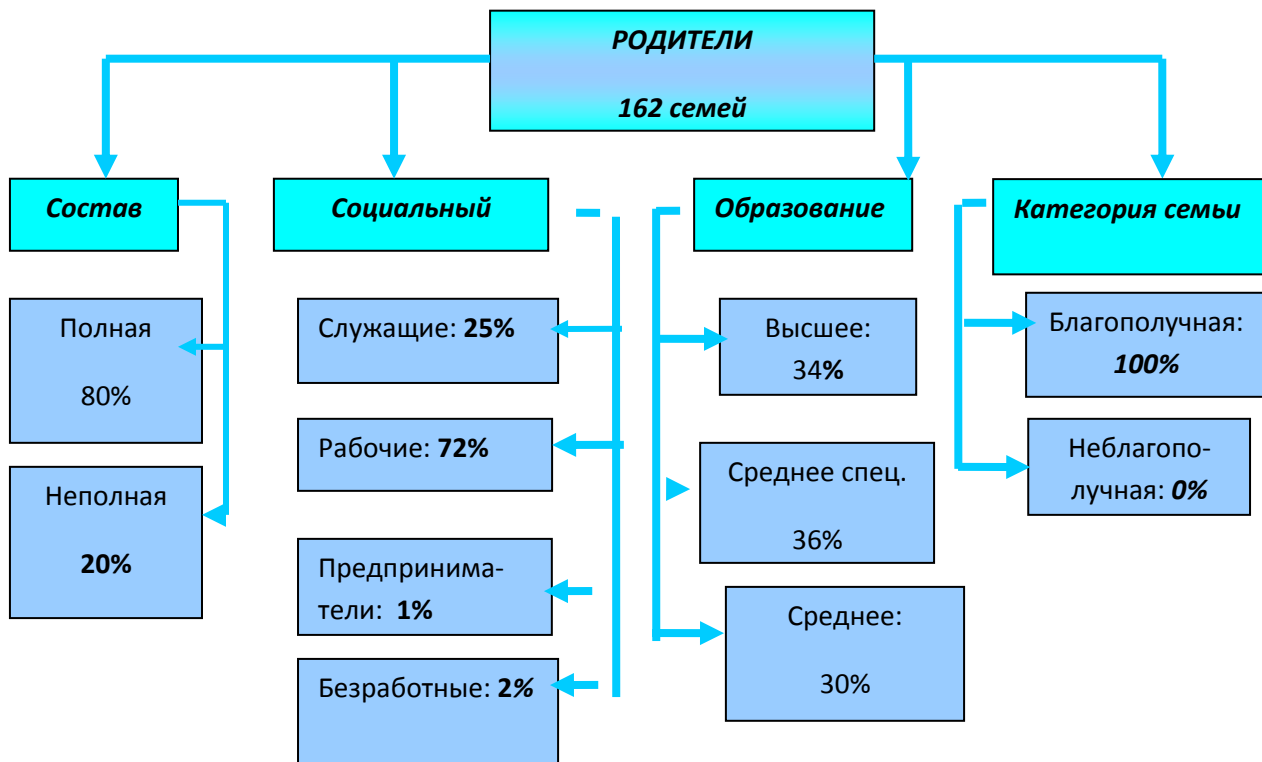 РОДИТЕЛИ
162 семей
Состав
Полная
80%
Неполная
20%
Социальный
Служащие: 25%
Рабочие: 72%
Предпринима-
тели: 1%
Безработные: 2%
Образование
Высшее:
34%
Среднее спец.
36%
Среднее:
30%
Категория семьи
Благополучная:
100%
Неблагопо-
лучная: 0%